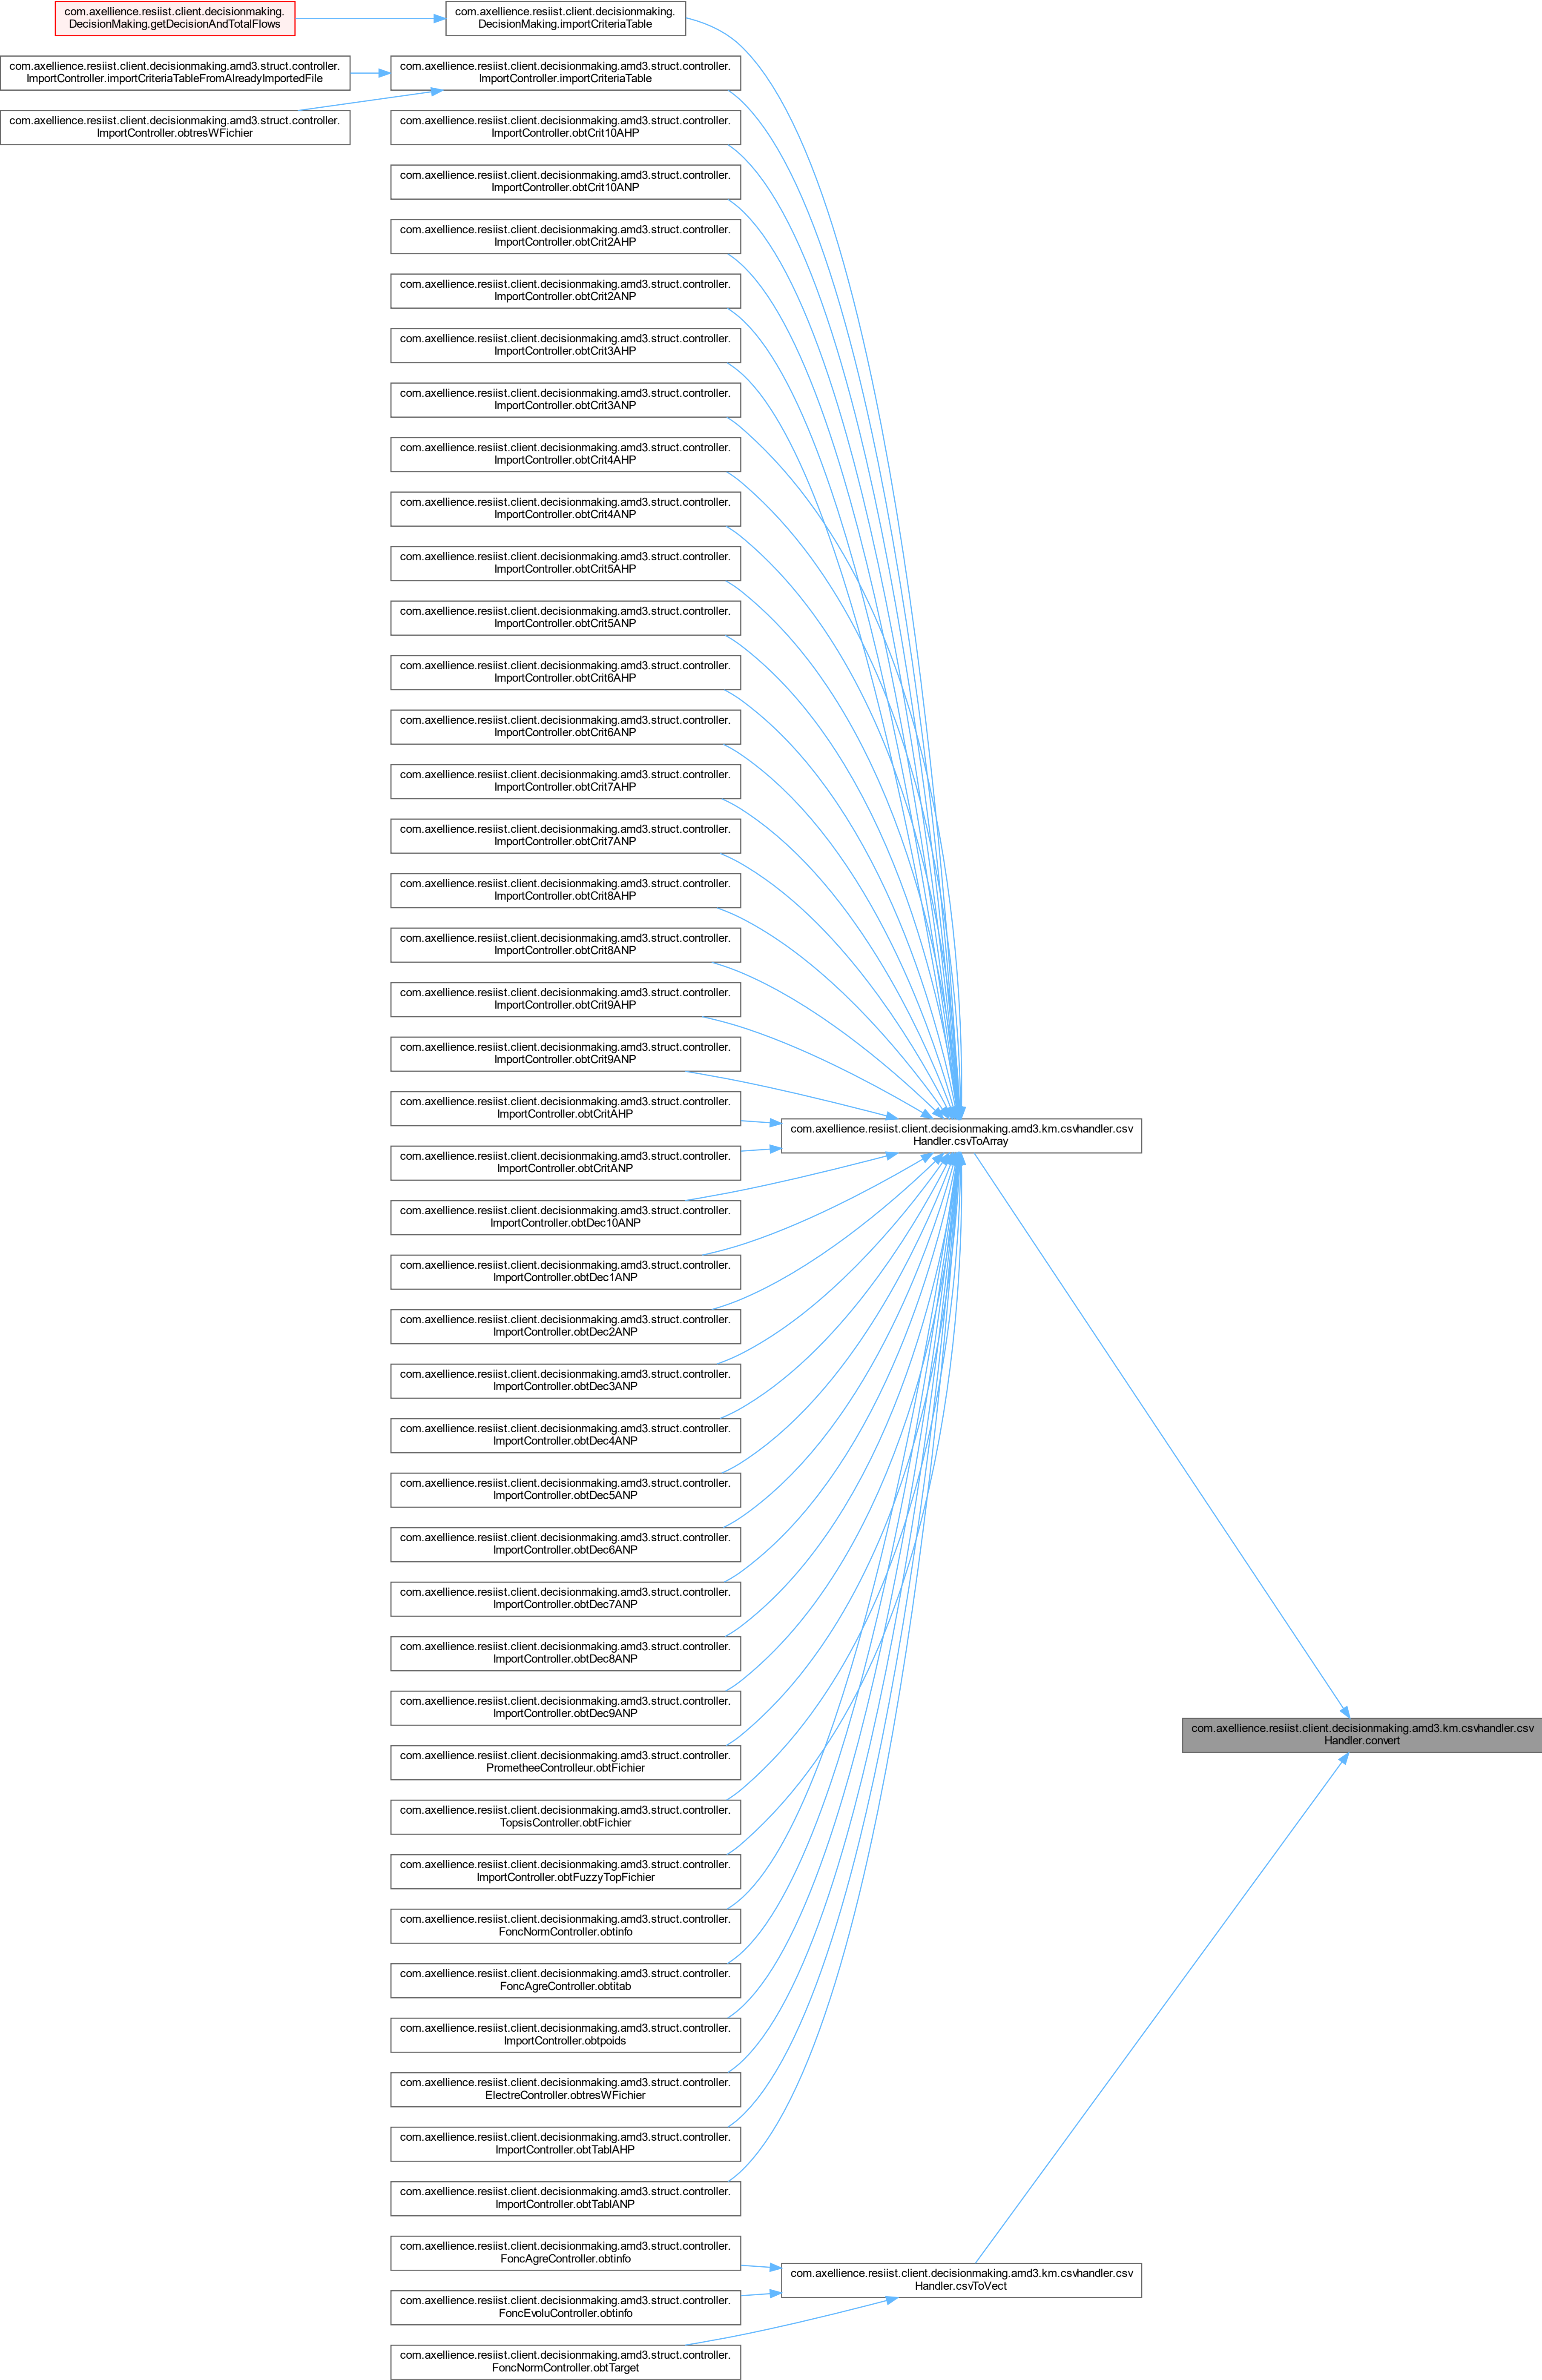 com.axellience.resiist.client.decisionmaking.
DecisionMaking.getDecisionAndTotalFlows
com.axellience.resiist.client.decisionmaking.
DecisionMaking.importCriteriaTable
com.axellience.resiist.client.decisionmaking.amd3.struct.controller.
ImportController.importCriteriaTableFromAlreadyImportedFile
com.axellience.resiist.client.decisionmaking.amd3.struct.controller.
ImportController.importCriteriaTable
com.axellience.resiist.client.decisionmaking.amd3.struct.controller.
ImportController.obtresWFichier
com.axellience.resiist.client.decisionmaking.amd3.struct.controller.
ImportController.obtCrit10AHP
com.axellience.resiist.client.decisionmaking.amd3.struct.controller.
ImportController.obtCrit10ANP
com.axellience.resiist.client.decisionmaking.amd3.struct.controller.
ImportController.obtCrit2AHP
com.axellience.resiist.client.decisionmaking.amd3.struct.controller.
ImportController.obtCrit2ANP
com.axellience.resiist.client.decisionmaking.amd3.struct.controller.
ImportController.obtCrit3AHP
com.axellience.resiist.client.decisionmaking.amd3.struct.controller.
ImportController.obtCrit3ANP
com.axellience.resiist.client.decisionmaking.amd3.struct.controller.
ImportController.obtCrit4AHP
com.axellience.resiist.client.decisionmaking.amd3.struct.controller.
ImportController.obtCrit4ANP
com.axellience.resiist.client.decisionmaking.amd3.struct.controller.
ImportController.obtCrit5AHP
com.axellience.resiist.client.decisionmaking.amd3.struct.controller.
ImportController.obtCrit5ANP
com.axellience.resiist.client.decisionmaking.amd3.struct.controller.
ImportController.obtCrit6AHP
com.axellience.resiist.client.decisionmaking.amd3.struct.controller.
ImportController.obtCrit6ANP
com.axellience.resiist.client.decisionmaking.amd3.struct.controller.
ImportController.obtCrit7AHP
com.axellience.resiist.client.decisionmaking.amd3.struct.controller.
ImportController.obtCrit7ANP
com.axellience.resiist.client.decisionmaking.amd3.struct.controller.
ImportController.obtCrit8AHP
com.axellience.resiist.client.decisionmaking.amd3.struct.controller.
ImportController.obtCrit8ANP
com.axellience.resiist.client.decisionmaking.amd3.struct.controller.
ImportController.obtCrit9AHP
com.axellience.resiist.client.decisionmaking.amd3.struct.controller.
ImportController.obtCrit9ANP
com.axellience.resiist.client.decisionmaking.amd3.struct.controller.
ImportController.obtCritAHP
com.axellience.resiist.client.decisionmaking.amd3.km.csvhandler.csv
Handler.csvToArray
com.axellience.resiist.client.decisionmaking.amd3.struct.controller.
ImportController.obtCritANP
com.axellience.resiist.client.decisionmaking.amd3.struct.controller.
ImportController.obtDec10ANP
com.axellience.resiist.client.decisionmaking.amd3.struct.controller.
ImportController.obtDec1ANP
com.axellience.resiist.client.decisionmaking.amd3.struct.controller.
ImportController.obtDec2ANP
com.axellience.resiist.client.decisionmaking.amd3.struct.controller.
ImportController.obtDec3ANP
com.axellience.resiist.client.decisionmaking.amd3.struct.controller.
ImportController.obtDec4ANP
com.axellience.resiist.client.decisionmaking.amd3.struct.controller.
ImportController.obtDec5ANP
com.axellience.resiist.client.decisionmaking.amd3.struct.controller.
ImportController.obtDec6ANP
com.axellience.resiist.client.decisionmaking.amd3.struct.controller.
ImportController.obtDec7ANP
com.axellience.resiist.client.decisionmaking.amd3.struct.controller.
ImportController.obtDec8ANP
com.axellience.resiist.client.decisionmaking.amd3.struct.controller.
ImportController.obtDec9ANP
com.axellience.resiist.client.decisionmaking.amd3.km.csvhandler.csv
Handler.convert
com.axellience.resiist.client.decisionmaking.amd3.struct.controller.
PrometheeControlleur.obtFichier
com.axellience.resiist.client.decisionmaking.amd3.struct.controller.
TopsisController.obtFichier
com.axellience.resiist.client.decisionmaking.amd3.struct.controller.
ImportController.obtFuzzyTopFichier
com.axellience.resiist.client.decisionmaking.amd3.struct.controller.
FoncNormController.obtinfo
com.axellience.resiist.client.decisionmaking.amd3.struct.controller.
FoncAgreController.obtitab
com.axellience.resiist.client.decisionmaking.amd3.struct.controller.
ImportController.obtpoids
com.axellience.resiist.client.decisionmaking.amd3.struct.controller.
ElectreController.obtresWFichier
com.axellience.resiist.client.decisionmaking.amd3.struct.controller.
ImportController.obtTablAHP
com.axellience.resiist.client.decisionmaking.amd3.struct.controller.
ImportController.obtTablANP
com.axellience.resiist.client.decisionmaking.amd3.struct.controller.
FoncAgreController.obtinfo
com.axellience.resiist.client.decisionmaking.amd3.km.csvhandler.csv
Handler.csvToVect
com.axellience.resiist.client.decisionmaking.amd3.struct.controller.
FoncEvoluController.obtinfo
com.axellience.resiist.client.decisionmaking.amd3.struct.controller.
FoncNormController.obtTarget